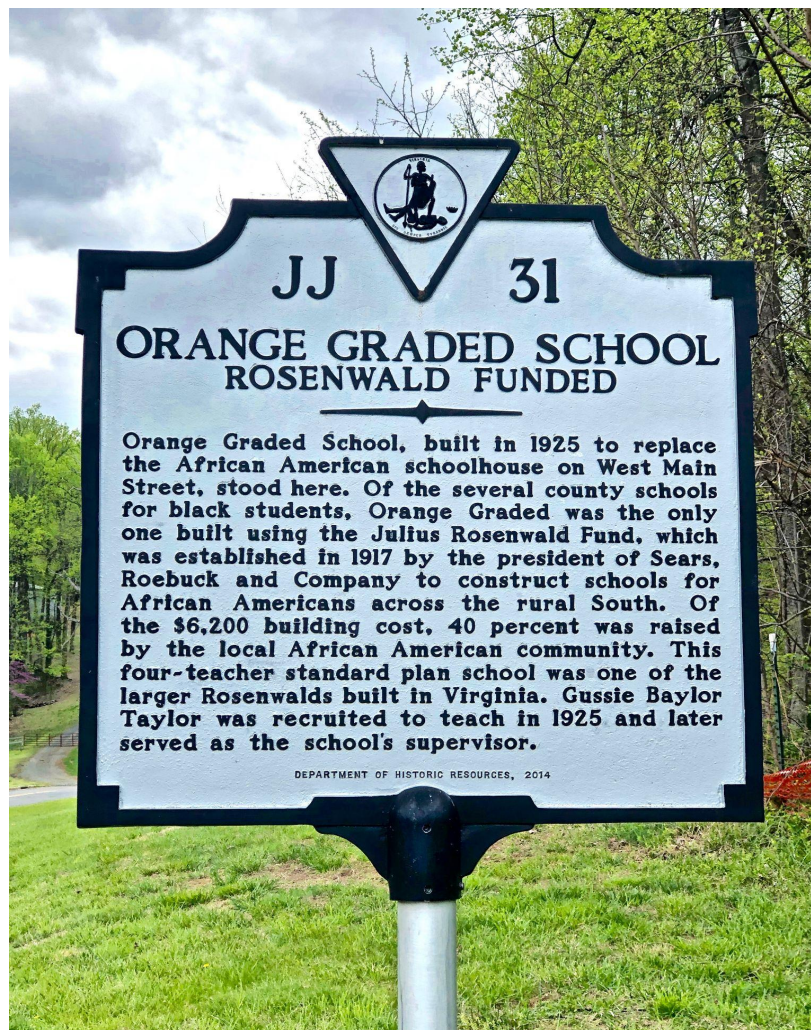 VIRGINIA
SIC SEMPER TYRANNIS
JJ 31
ORANGE GRADED SCHOOL
ROSENWALD FUNDED
Orange Graded School, built in 1925 to replace
the African American schoolhouse on West Main
Street, stood here. Of the several county schools
for black students, Orange Graded was the only
one built using the Julius Rosenwald Fund, which
was established in 1917 by the president of Sears,
Roebuck and Company to construct schools for
African Americans across the rural South. Of
the $6,200 building cost, 40 percent was raised
by the local African American community. This
four-teacher standard plan school was one of the
larger Rosenwalds built in Virginia. Gussie Baylor
Taylor was recruited to teach in 1925 and later
served as the school's supervisor.
DEPARTMENT OF HISTORIC RESOURCES, 2014